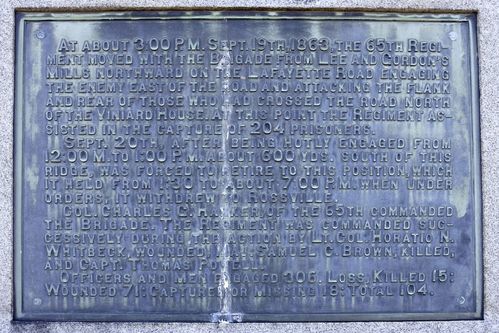 AT ABOUT 3:00 P.M. SEPT. 19TH, 1863, THE 65TH REGI-
MENT MOVED WITH THE BRIGADE FROM LEE AND GORDON'S
MILLS NORTHWARD ON THE LAFAYETTE ROAD ENGAGING
THE ENEMY EAST OF THE ROAD AND ATTACKING THE FLANK
AND REAR OF THOSE WHO HAD CROSSED THE ROAD NORTH
OF THE VINIARD HOUSE. AT THIS POINT THE REGIMENT AS-
SISTED IN THE CAPTURE OF 204 PRISONERS.
SEPT. 20TH, AFTER BEING HOTLY ENGAGED FROM
12:00 M. TO 1:00 P.M. ABOUT 600 YDS. SOUTH OF THIS
RIDGE, WAS FORCED TO RETIRE TO THIS POSITION, WHICH
IT HELD FROM 1:30 TO ABOUT 7:00 P.M. WHEN UNDER
ORDERS, IT WITHDREW TO ROSSVILLE.
COL. CHARLES G. HARKER, OF THE 65TH COMMANDED
THE BRIGADE. THE REGIMENT WAS COMMANDED SUC-
CESSIVELY DURING THE ACTION BY LT. COL. HORATIO N.
WHITBECK, WOUNDED, MAJ. SAMUEL C. BROWN, KILLED,
AND CAPT. THOMAS POWELL.
OFFICERS AND MEN ENGAGED 306. LOSS, KILLED 15;
WOUNDED 71; CAPTURED OR MISSING 18; TOTAL 104.